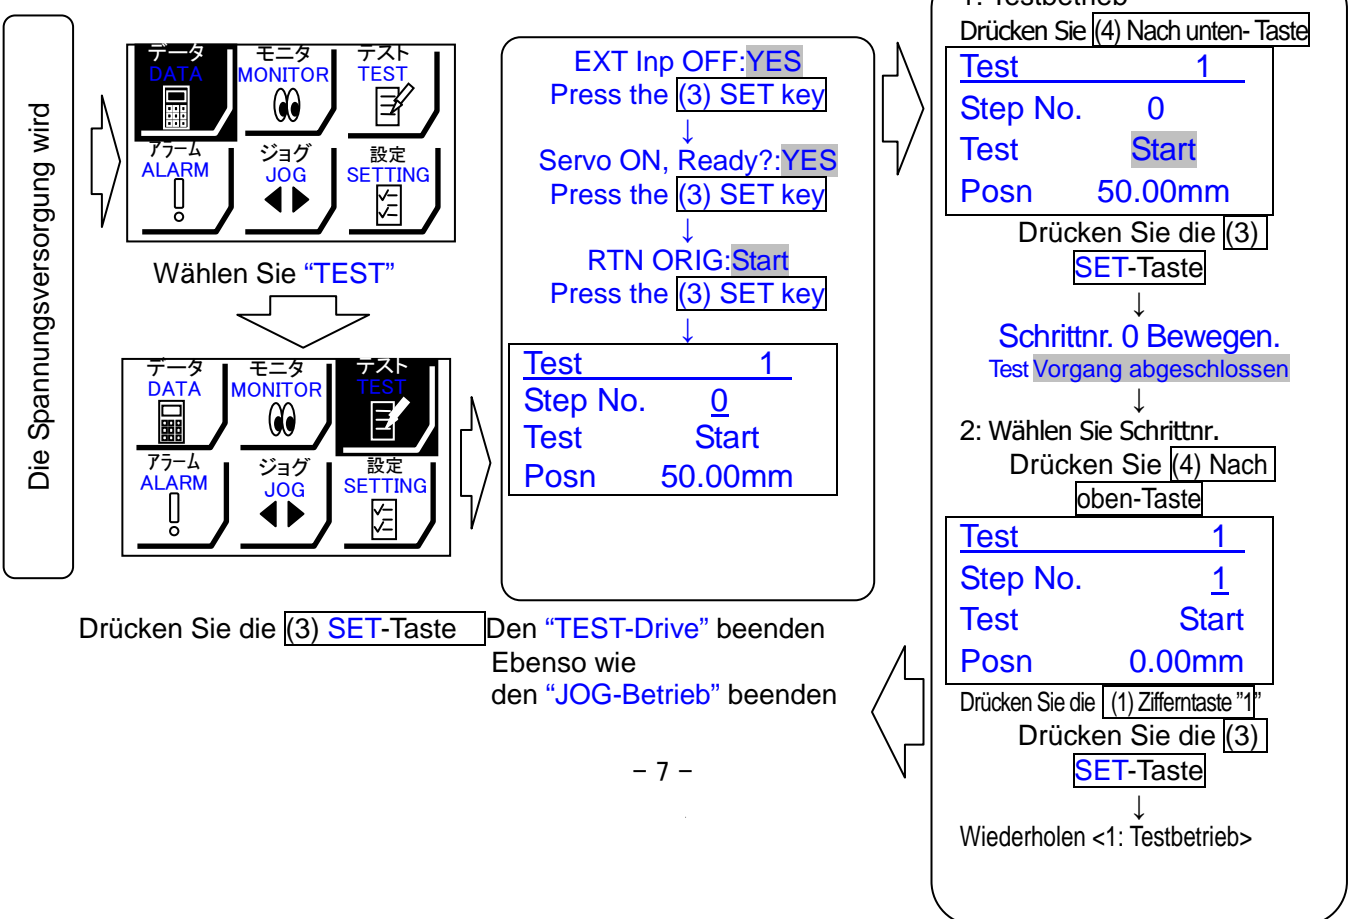 Die Spannungsversorgung wird
データ モニタ テスト
DATA MONITOR TEST
アラーム ジョグ 設定
ALARM JOG SETTING
Wählen Sie “TEST”
データ モニタ テスト
DATA MONITOR TEST
アラーム ジョグ 設定
ALARM JOG SETTING
Drücken Sie die (3) SET-Taste
EXT Inp OFF:YES
Press the (3) SET key
↓
Servo ON, Ready?:YES
Press the (3) SET key
↓
RTN ORIG:Start
Press the (3) SET key
↓
Test 1
Step No. 0
Test Start
Posn 50.00mm
1: Testbetrieb
Drücken Sie (4) Nach unten- Taste
Test 1
Step No. 0
Test Start
Posn 50.00mm
Drücken Sie die (3)
SET-Taste
↓
Schrittnr. 0 Bewegen.
Test Vorgang abgeschlossen
↓
2: Wählen Sie Schrittnr.
Drücken Sie (4) Nach
oben-Taste
Test 1
Step No. 1
Test Start
Posn 0.00mm
Drücken Sie die (1) Zifferntaste "1"
Drücken Sie die (3)
SET-Taste
↓
Wiederholen <1: Testbetrieb>
Den “TEST-Drive” beenden
Ebenso wie
den “JOG-Betrieb” beenden
– 7 –